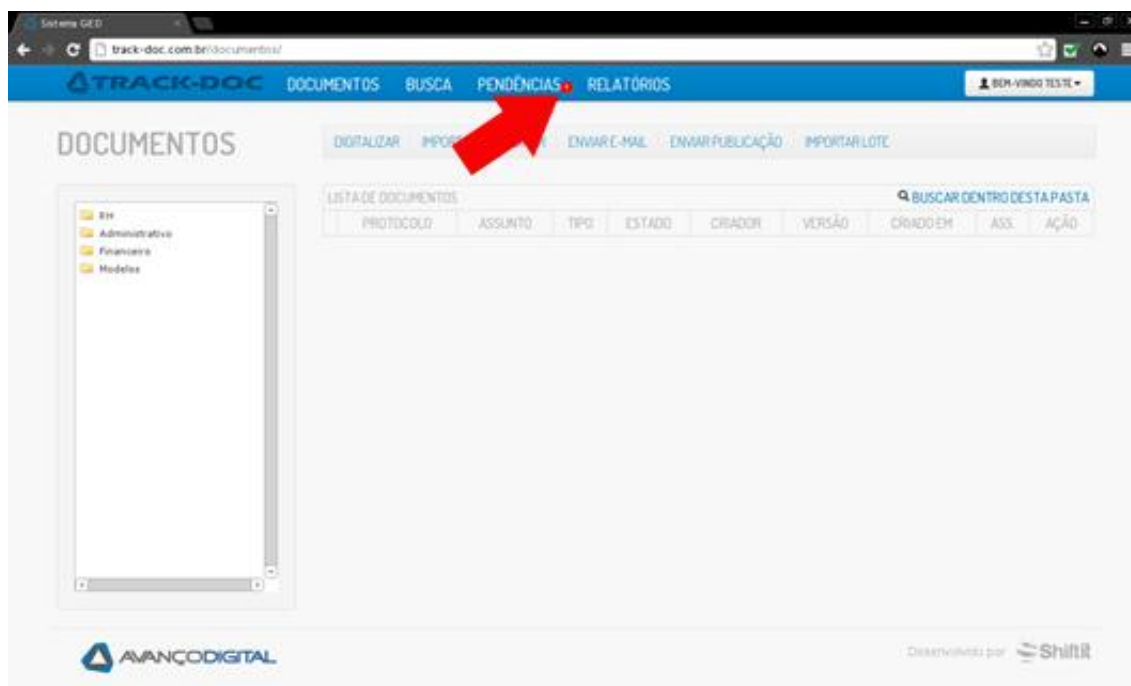 Sistema GED
track-doc.com.br/documentos/
TRACK-DOC DOCUMENTOS BUSCA PENDÊNCIAS RELATÓRIOS BEM-VINDO TESTE
DOCUMENTOS
DIGITALIZAR ENVIAR E-MAIL ENVIAR PUBLICAÇÃO IMPORTAR LOTE
LISTA DE DOCUMENTOS BUSCAR DENTRO DESTA PASTA
PROTOCOLO ASSUNTO TIPO ESTADO CRIADOR VERSÃO CRIADO EM ASS. AÇÃO
RH
Administrativo
Financeiro
Modelos
AVANÇODIGITAL
Desenvolvido por Shiftit